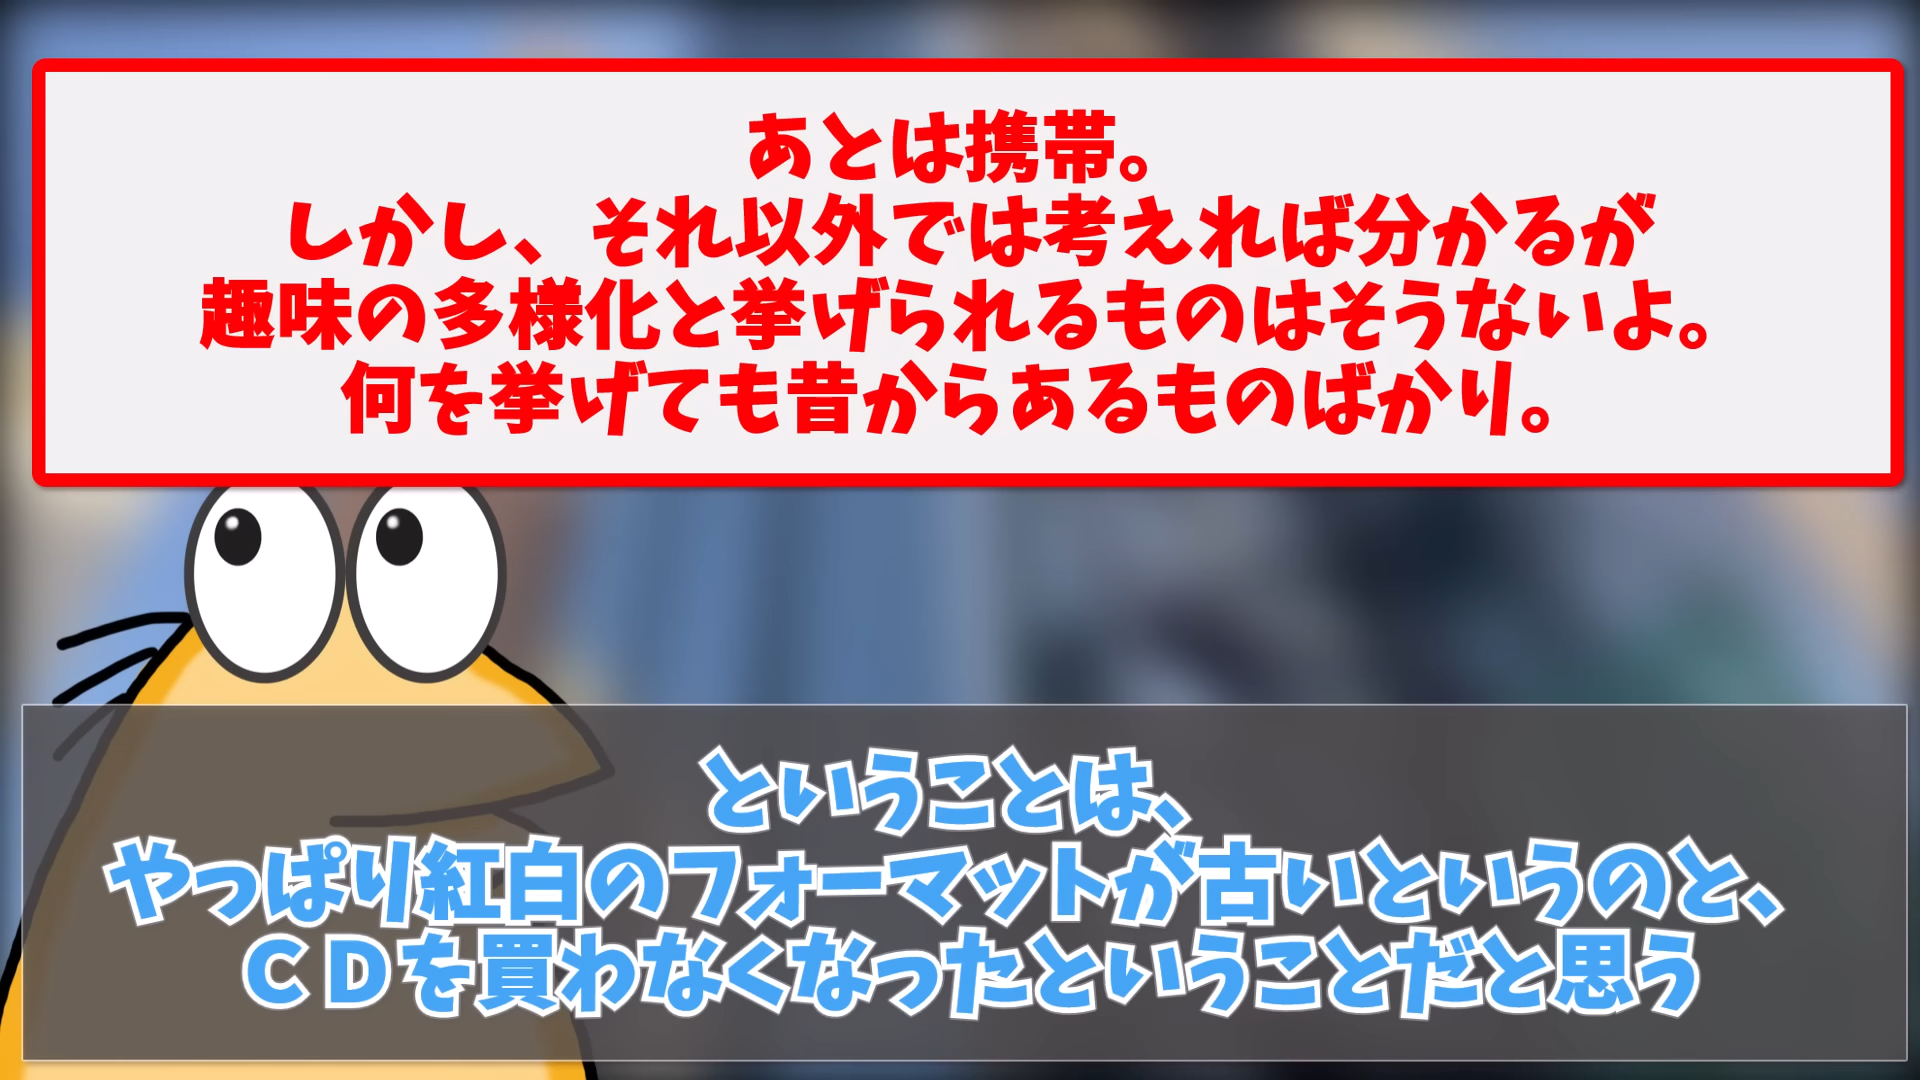 あとは携帯。
しかし、それ以外では考えれば分かるが
趣味の多様化と挙げられるものはそうないよ。
何を挙げても昔からあるものばかり。
ということは、
やっぱり紅白のフォーマットが古いというのと、
ＣＤを買わなくなったということだと思う